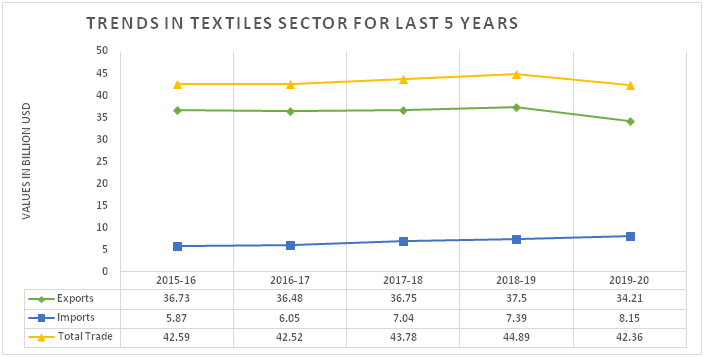 TRENDS IN TEXTILES SECTOR FOR LAST 5 YEARS
VALUES IN BILLION USD
50
45
40
35
30
25
20
15
10
5
0
2015-16 2016-17 2017-18 2018-19 2019-20
Exports 36.73 36.48 36.75 37.5 34.21
Imports 5.87 6.05 7.04 7.39 8.15
Total Trade 42.59 42.52 43.78 44.89 42.36